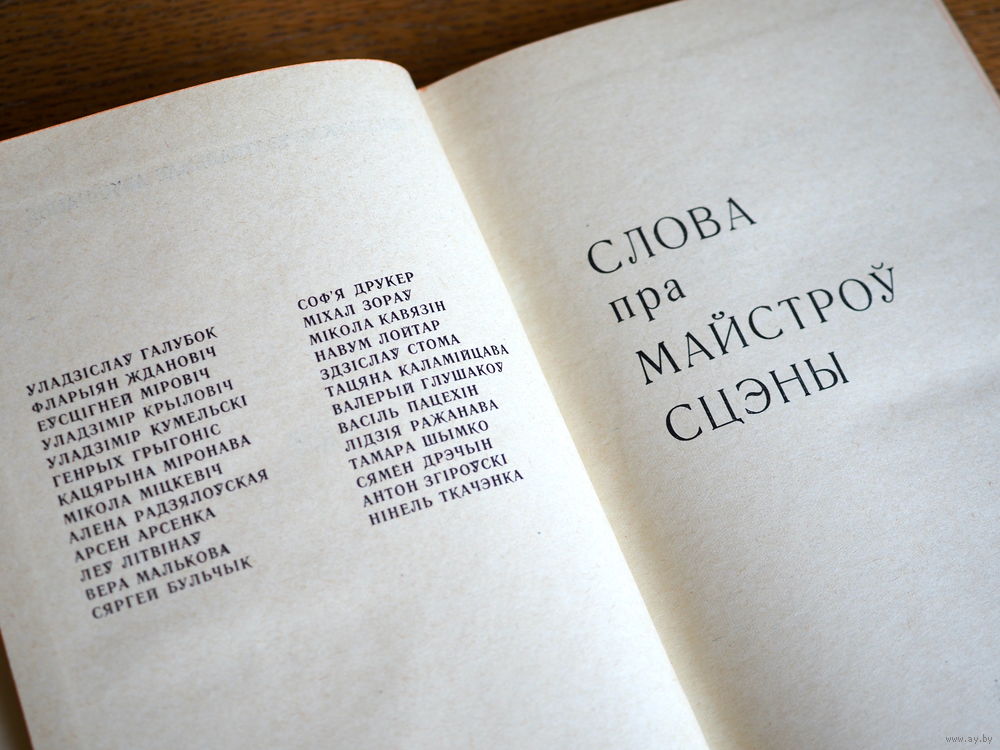 УЛАДЗІСЛАЎ ГАЛУБОК
ФЛАРЫЯН ЖДАНОВІЧ
ЕЎСЦІГНЕЙ МІРОВІЧ
УЛАДЗІМІР КРЫЛОВІЧ
УЛАДЗІМІР КУМЕЛЬСКІ
ГЕНРЫХ ГРЫГОНІС
КАЦЯРЫНА МІРОНАВА
МІКОЛА МІЦКЕВІЧ
АЛЕНА РАДЗЯЛОЎСКАЯ
АРСЕН АРСЕНКА
ЛЕЎ ЛІТВІНАЎ
ВЕРА МАЛЬКОВА
СЯРГЕЙ БУЛЬЧЫК
СОФ'Я ДРУКЕР
МІХАЛ ЗОРАЎ
МІКОЛА КАВЯЗІН
НАВУМ ЛОЙТАР
ЗДЗІСЛАЎ СТОМА
ТАЦЯНА КАЛАМІЙЦАВА
ВАЛЕРЫЙ ГЛУШАКОЎ
ВАСІЛЬ ПАЦЕХІН
ЛІДЗІЯ РАЖАНАВА
ТАМАРА ШЫМКО
СЯМЕН ДРЭЧЫН
АНТОН ЗГІРОЎСКІ
НІНЕЛЬ ТКАЧЭНКА
СЛОВА
пра
МАЙСТРОЎ
СЦЭНЫ
www.ay.by